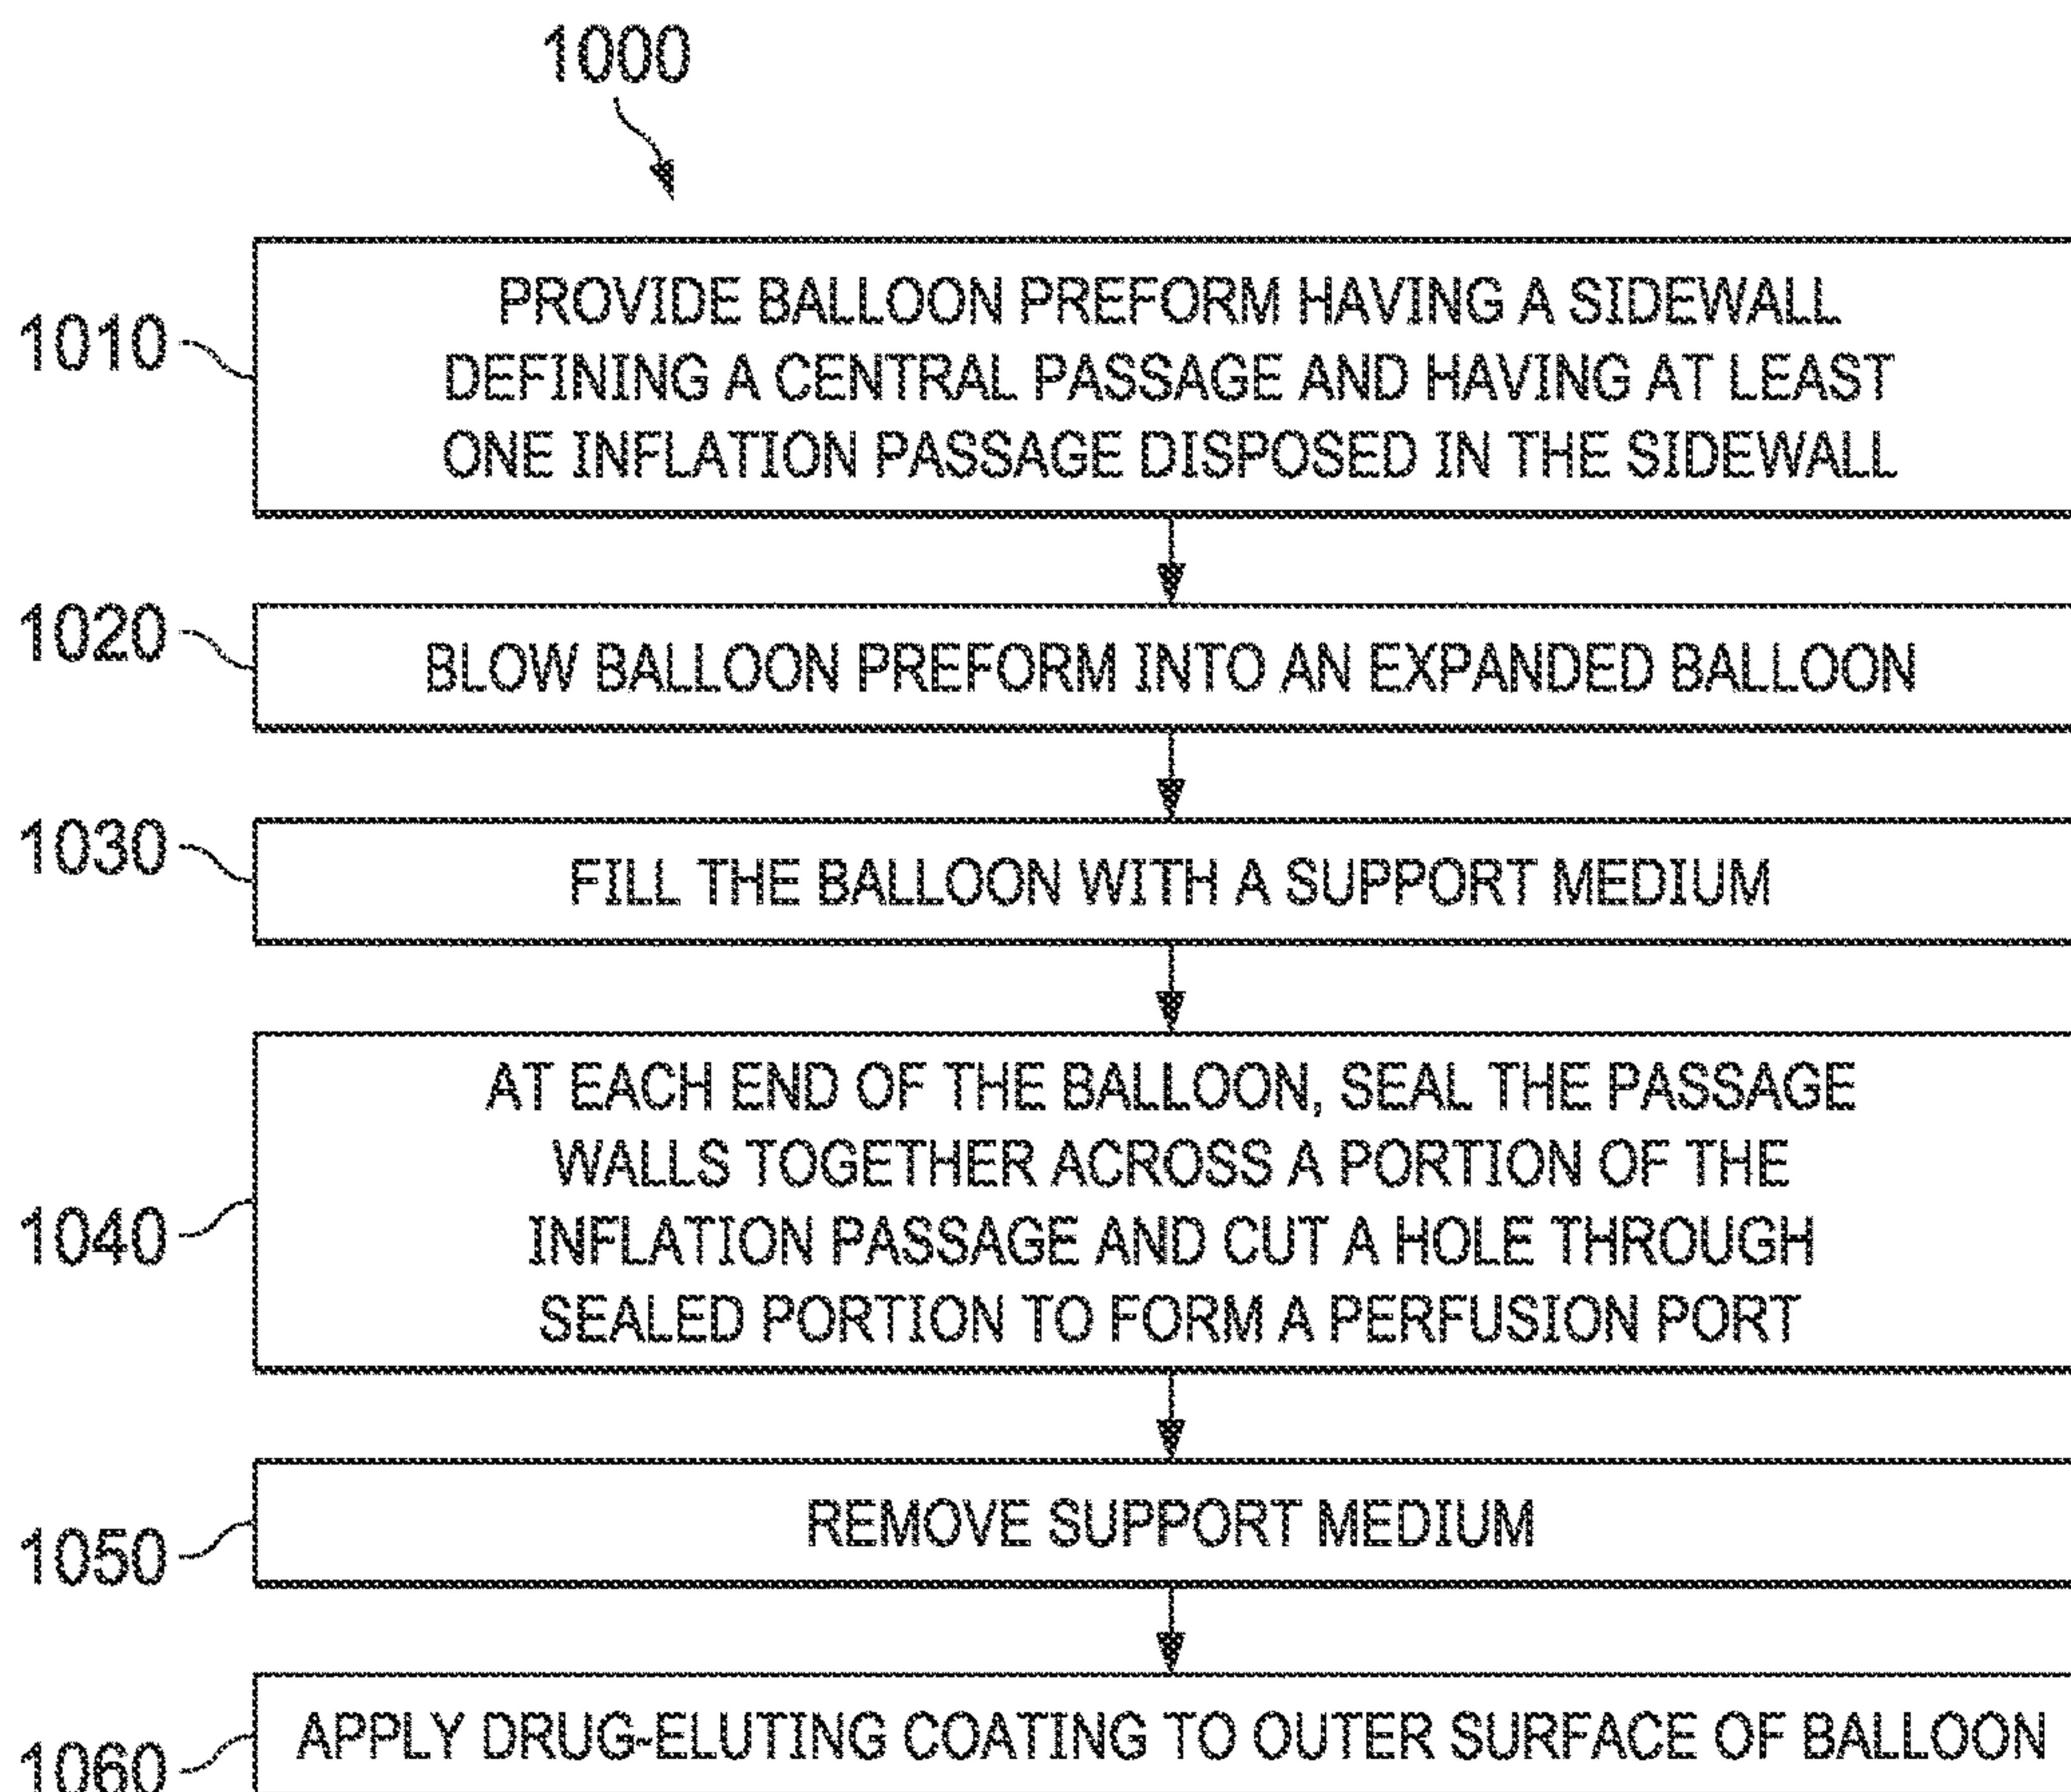 1000
1010
PROVIDE BALLOON PREFORM HAVING A SIDEWALL
DEFINING A CENTRAL PASSAGE AND HAVING AT LEAST
ONE INFLATION PASSAGE DISPOSED IN THE SIDEWALL
1020
BLOW BALLOON PREFORM INTO AN EXPANDED BALLOON
1030
FILL THE BALLOON WITH A SUPPORT MEDIUM
1040
AT EACH END OF THE BALLOON, SEAL THE PASSAGE
WALLS TOGETHER ACROSS A PORTION OF THE
INFLATION PASSAGE AND CUT A HOLE THROUGH
SEALED PORTION TO FORM A PERFUSION PORT
1050
REMOVE SUPPORT MEDIUM
1060
APPLY DRUG-ELUTING COATING TO OUTER SURFACE OF BALLOON